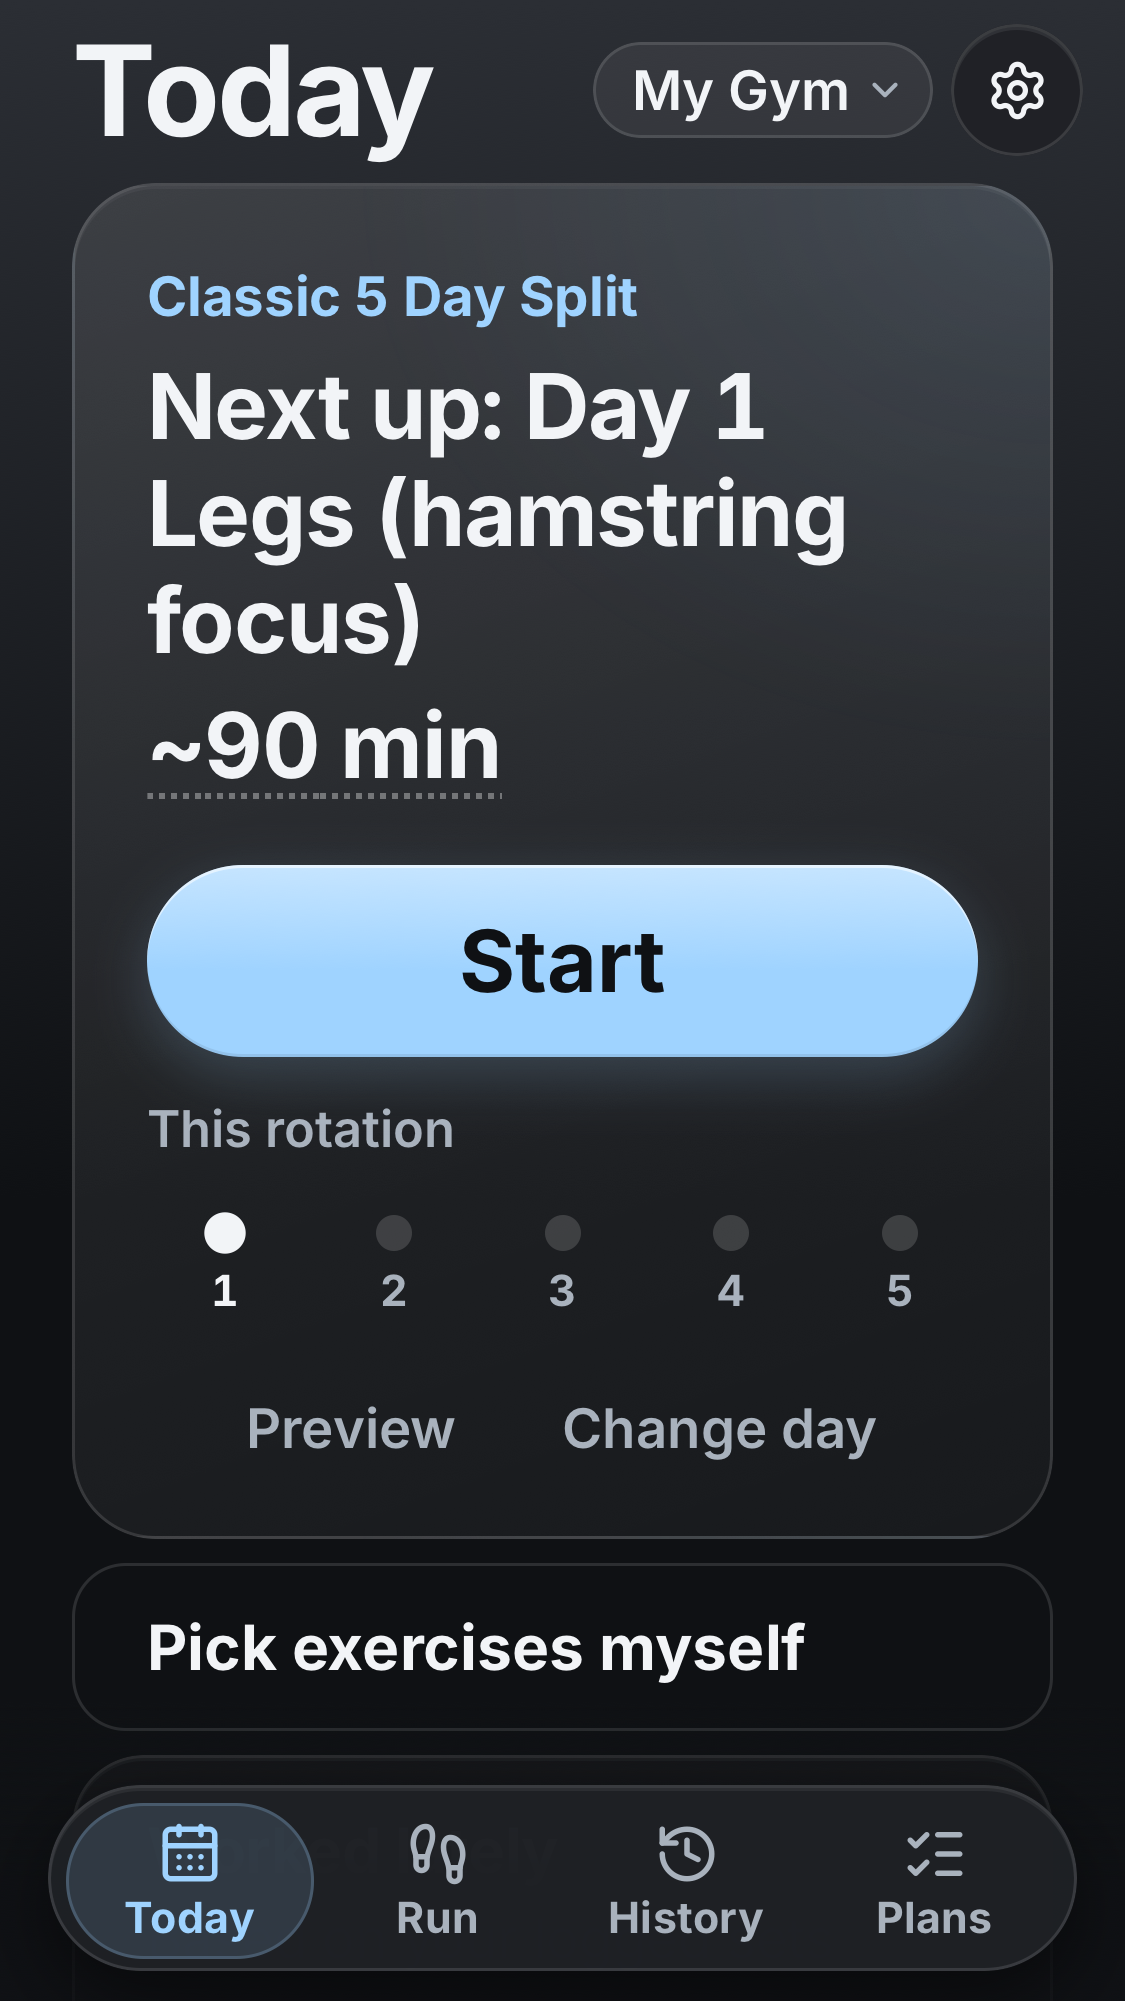 Today
My Gym
Classic 5 Day Split
Next up: Day 1
Legs (hamstring
focus)
~90 min
Start
This rotation
1 2 3 4 5
Preview Change day
Pick exercises myself
Today Run History Plans